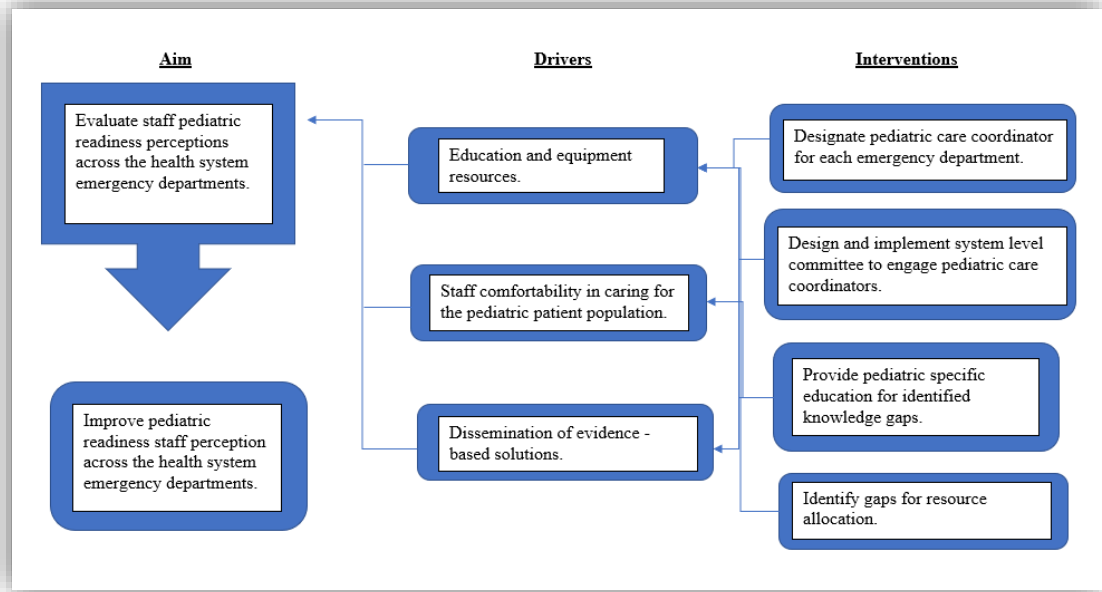 Aim
Evaluate staff pediatric
readiness perceptions
across the health system
emergency departments.
Improve pediatric
readiness staff perception
across the health system
emergency departments.
Drivers
Education and equipment
resources.
Staff comfortability in caring for
the pediatric patient population.
Dissemination of evidence -
based solutions.
Interventions
Designate pediatric care coordinator
for each emergency department.
Design and implement system level
committee to engage pediatric care
coordinators.
Provide pediatric specific
education for identified
knowledge gaps.
Identify gaps for resource
allocation.